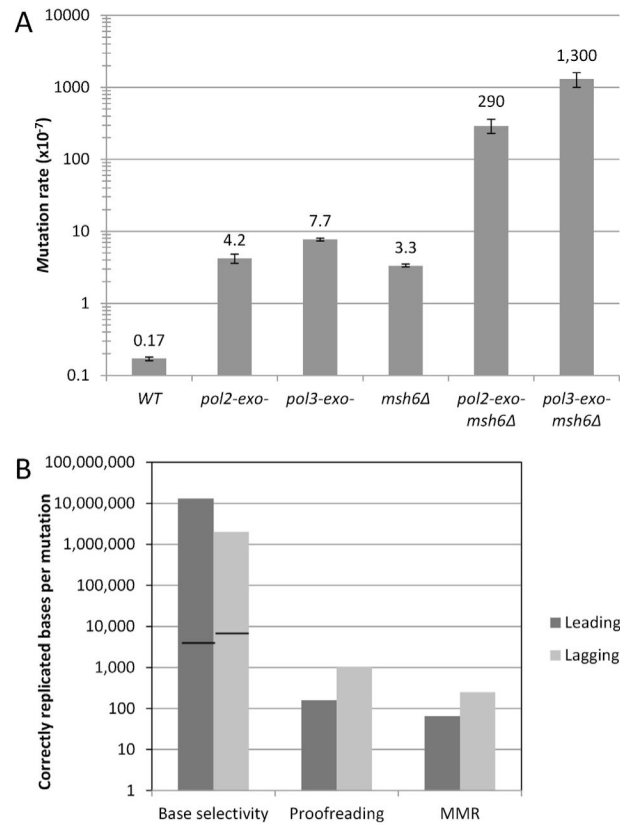 A
Mutation rate (x10-7)
10000
1000
100
10
1
0.1
0.17
4.2
7.7
3.3
290
1,300
WT
pol2-exo-
pol3-exo-
msh6Δ
pol2-exo-
msh6Δ
pol3-exo-
msh6Δ
B
Correctly replicated bases per mutation
100,000,000
10,000,000
1,000,000
100,000
10,000
1,000
100
10
1
Base selectivity
Proofreading
MMR
Leading
Lagging